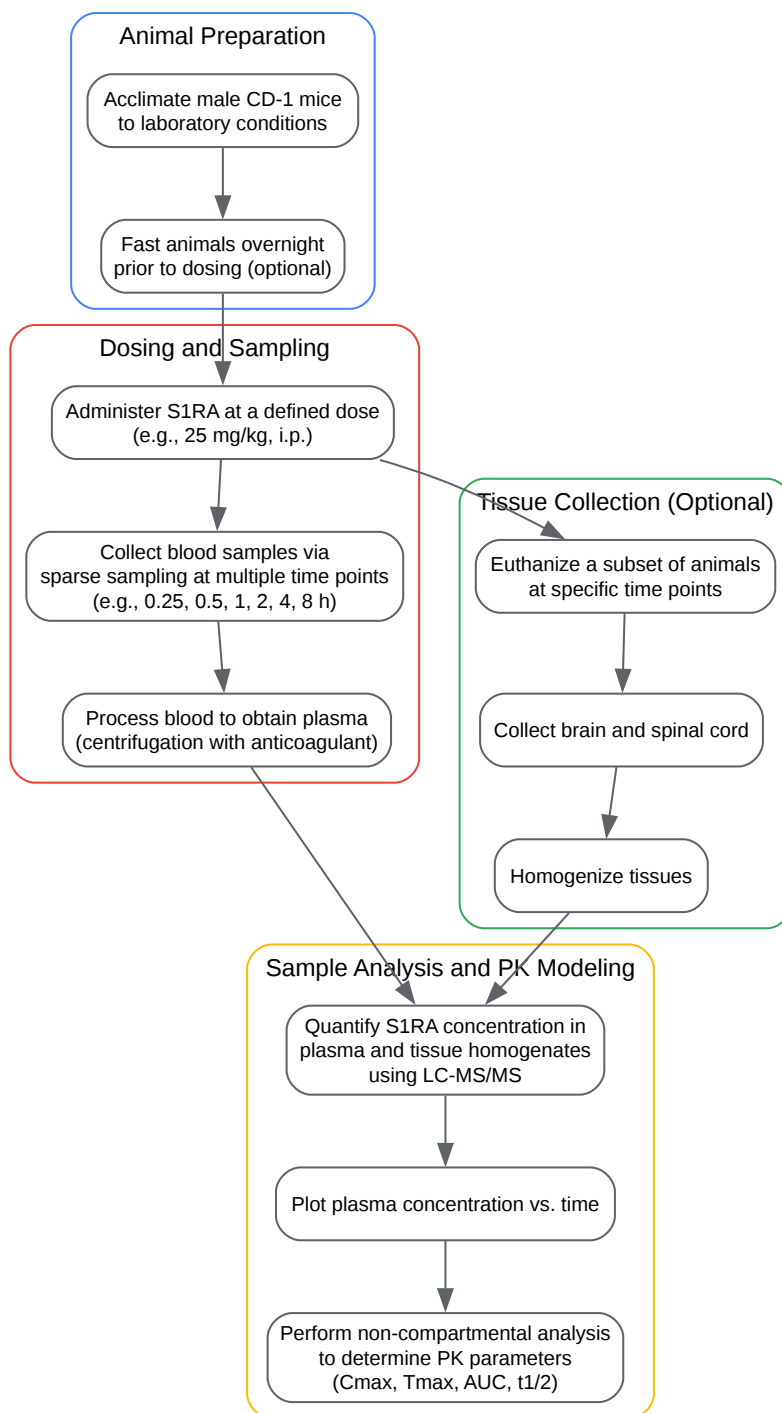 Animal Preparation
Acclimate male CD-1 mice
to laboratory conditions
Fast animals overnight
prior to dosing (optional)
Dosing and Sampling
Administer S1RA at a defined dose
(e.g., 25 mg/kg, i.p.)
Collect blood samples via
sparse sampling at multiple time points
(e.g., 0.25, 0.5, 1, 2, 4, 8 h)
Process blood to obtain plasma
(centrifugation with anticoagulant)
Tissue Collection (Optional)
Euthanize a subset of animals
at specific time points
Collect brain and spinal cord
Homogenize tissues
Sample Analysis and PK Modeling
Quantify S1RA concentration in
plasma and tissue homogenates
using LC-MS/MS
Plot plasma concentration vs. time
Perform non-compartmental analysis
to determine PK parameters
(Cmax, Tmax, AUC, t1/2)